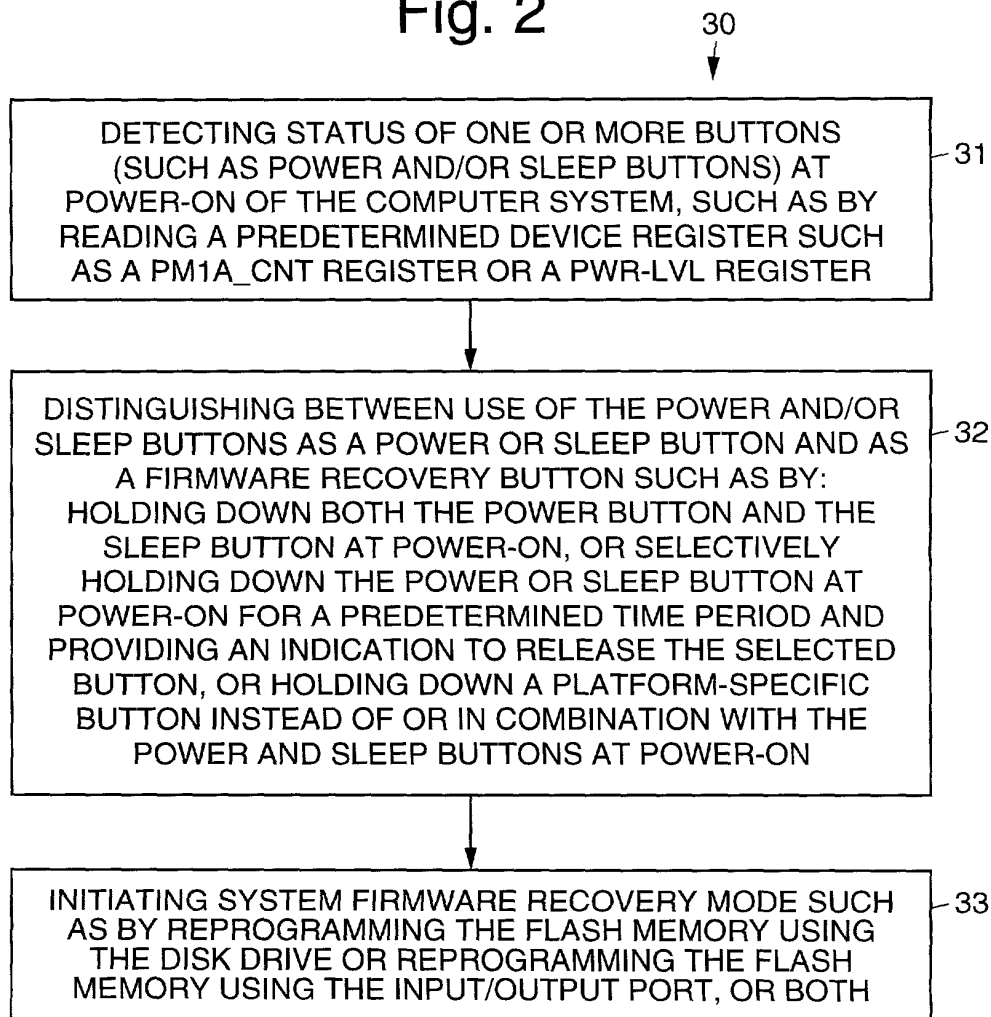 Fig. 2
30
DETECTING STATUS OF ONE OR MORE BUTTONS
(SUCH AS POWER AND/OR SLEEP BUTTONS) AT
POWER-ON OF THE COMPUTER SYSTEM, SUCH AS BY
READING A PREDETERMINED DEVICE REGISTER SUCH
AS A PM1A_CNT REGISTER OR A PWR-LVL REGISTER
31
DISTINGUISHING BETWEEN USE OF THE POWER AND/OR
SLEEP BUTTONS AS A POWER OR SLEEP BUTTON AND AS
A FIRMWARE RECOVERY BUTTON SUCH AS BY:
HOLDING DOWN BOTH THE POWER BUTTON AND THE
SLEEP BUTTON AT POWER-ON, OR SELECTIVELY
HOLDING DOWN THE POWER OR SLEEP BUTTON AT
POWER-ON FOR A PREDETERMINED TIME PERIOD AND
PROVIDING AN INDICATION TO RELEASE THE SELECTED
BUTTON, OR HOLDING DOWN A PLATFORM-SPECIFIC
BUTTON INSTEAD OF OR IN COMBINATION WITH THE
POWER AND SLEEP BUTTONS AT POWER-ON
32
INITIATING SYSTEM FIRMWARE RECOVERY MODE SUCH
AS BY REPROGRAMMING THE FLASH MEMORY USING
THE DISK DRIVE OR REPROGRAMMING THE FLASH
MEMORY USING THE INPUT/OUTPUT PORT, OR BOTH
33